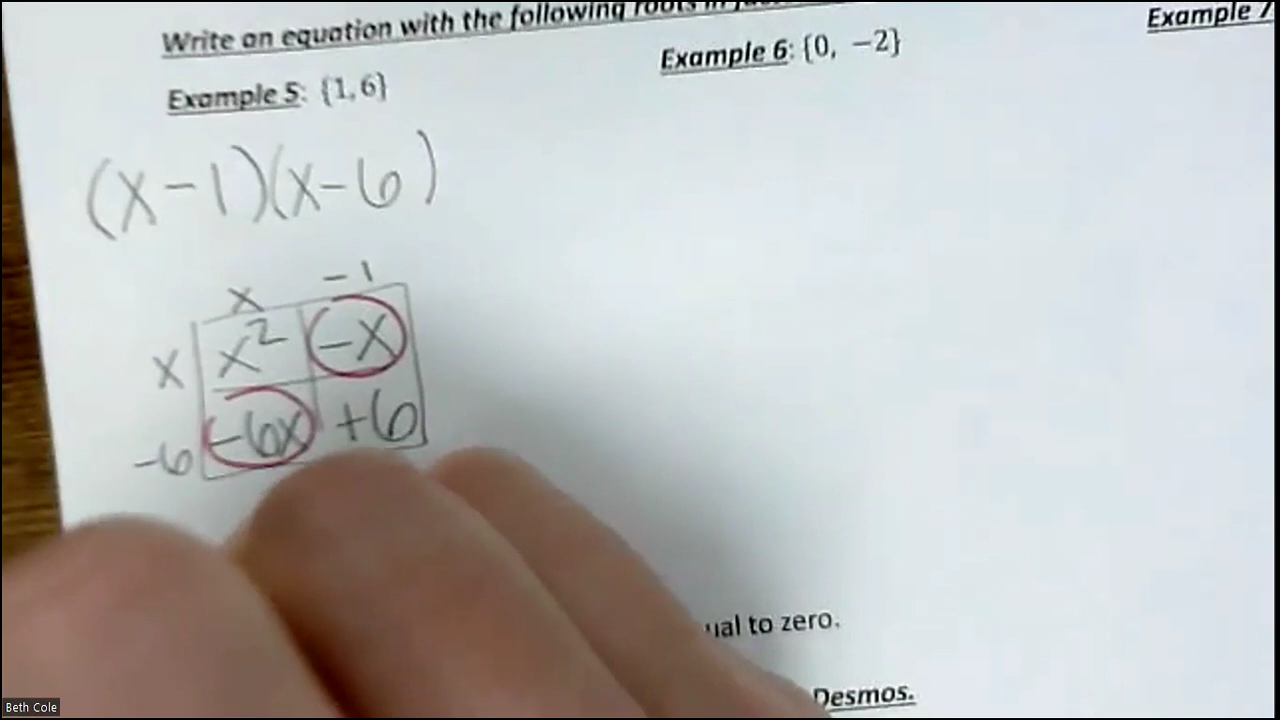 Write an equation with the following roots in
Example 5: {1, 6}
Example 6: {0, −2}
Example 7
(x − 1)(x − 6)
x −1
x x² −x
−6 −6x +6
ual to zero.
Desmos.
Beth Cole